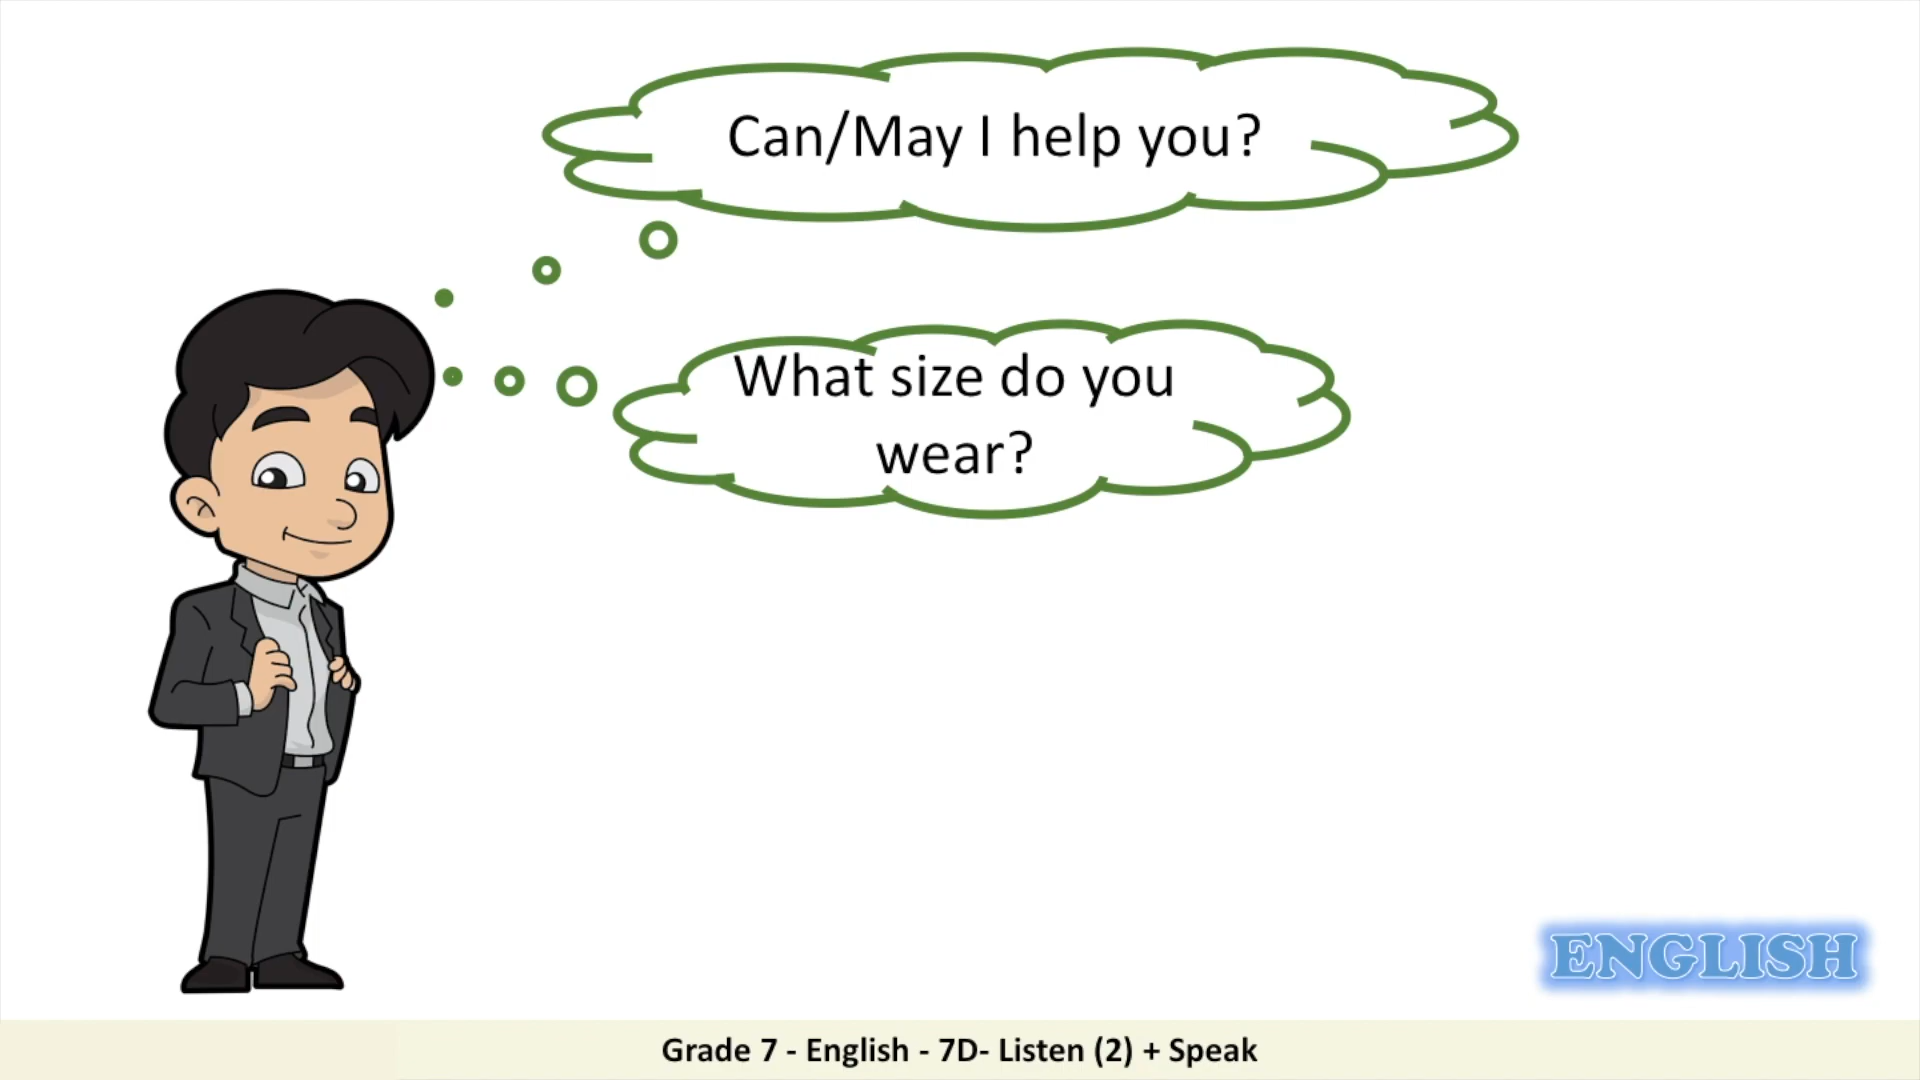 Can/May I help you?
What size do you
wear?
ENGLISH
Grade 7 - English - 7D- Listen (2) + Speak